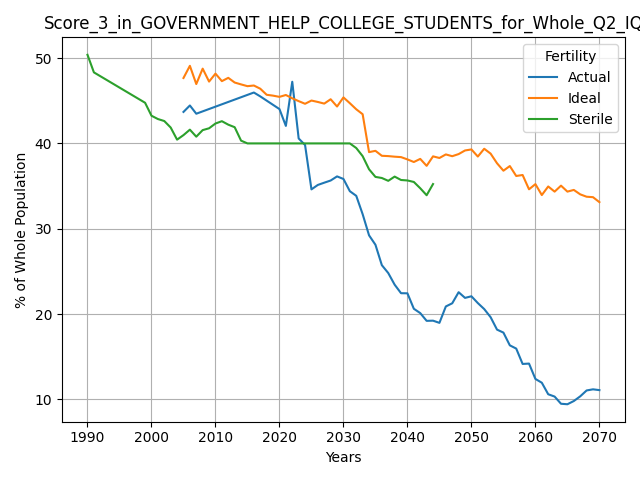 Score_3_in_GOVERNMENT_HELP_COLLEGE_STUDENTS_for_Whole_Q2_IQ
Fertility
Actual
Ideal
Sterile
% of Whole Population
50
40
30
20
10
1990 2000 2010 2020 2030 2040 2050 2060 2070
Years